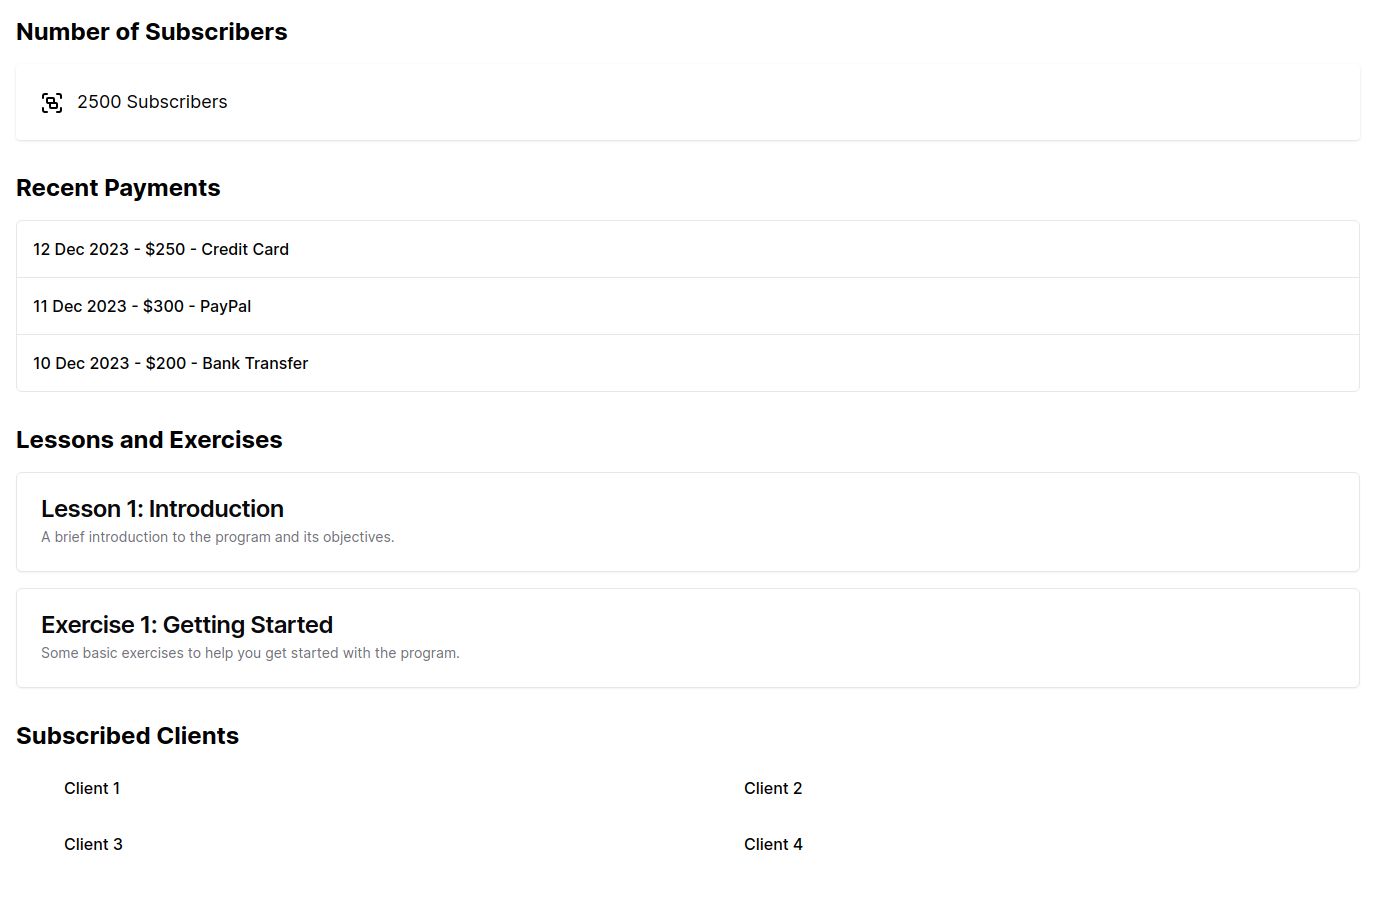 Number of Subscribers
2500 Subscribers
Recent Payments
12 Dec 2023 - $250 - Credit Card
11 Dec 2023 - $300 - PayPal
10 Dec 2023 - $200 - Bank Transfer
Lessons and Exercises
Lesson 1: Introduction
A brief introduction to the program and its objectives.
Exercise 1: Getting Started
Some basic exercises to help you get started with the program.
Subscribed Clients
Client 1
Client 2
Client 3
Client 4